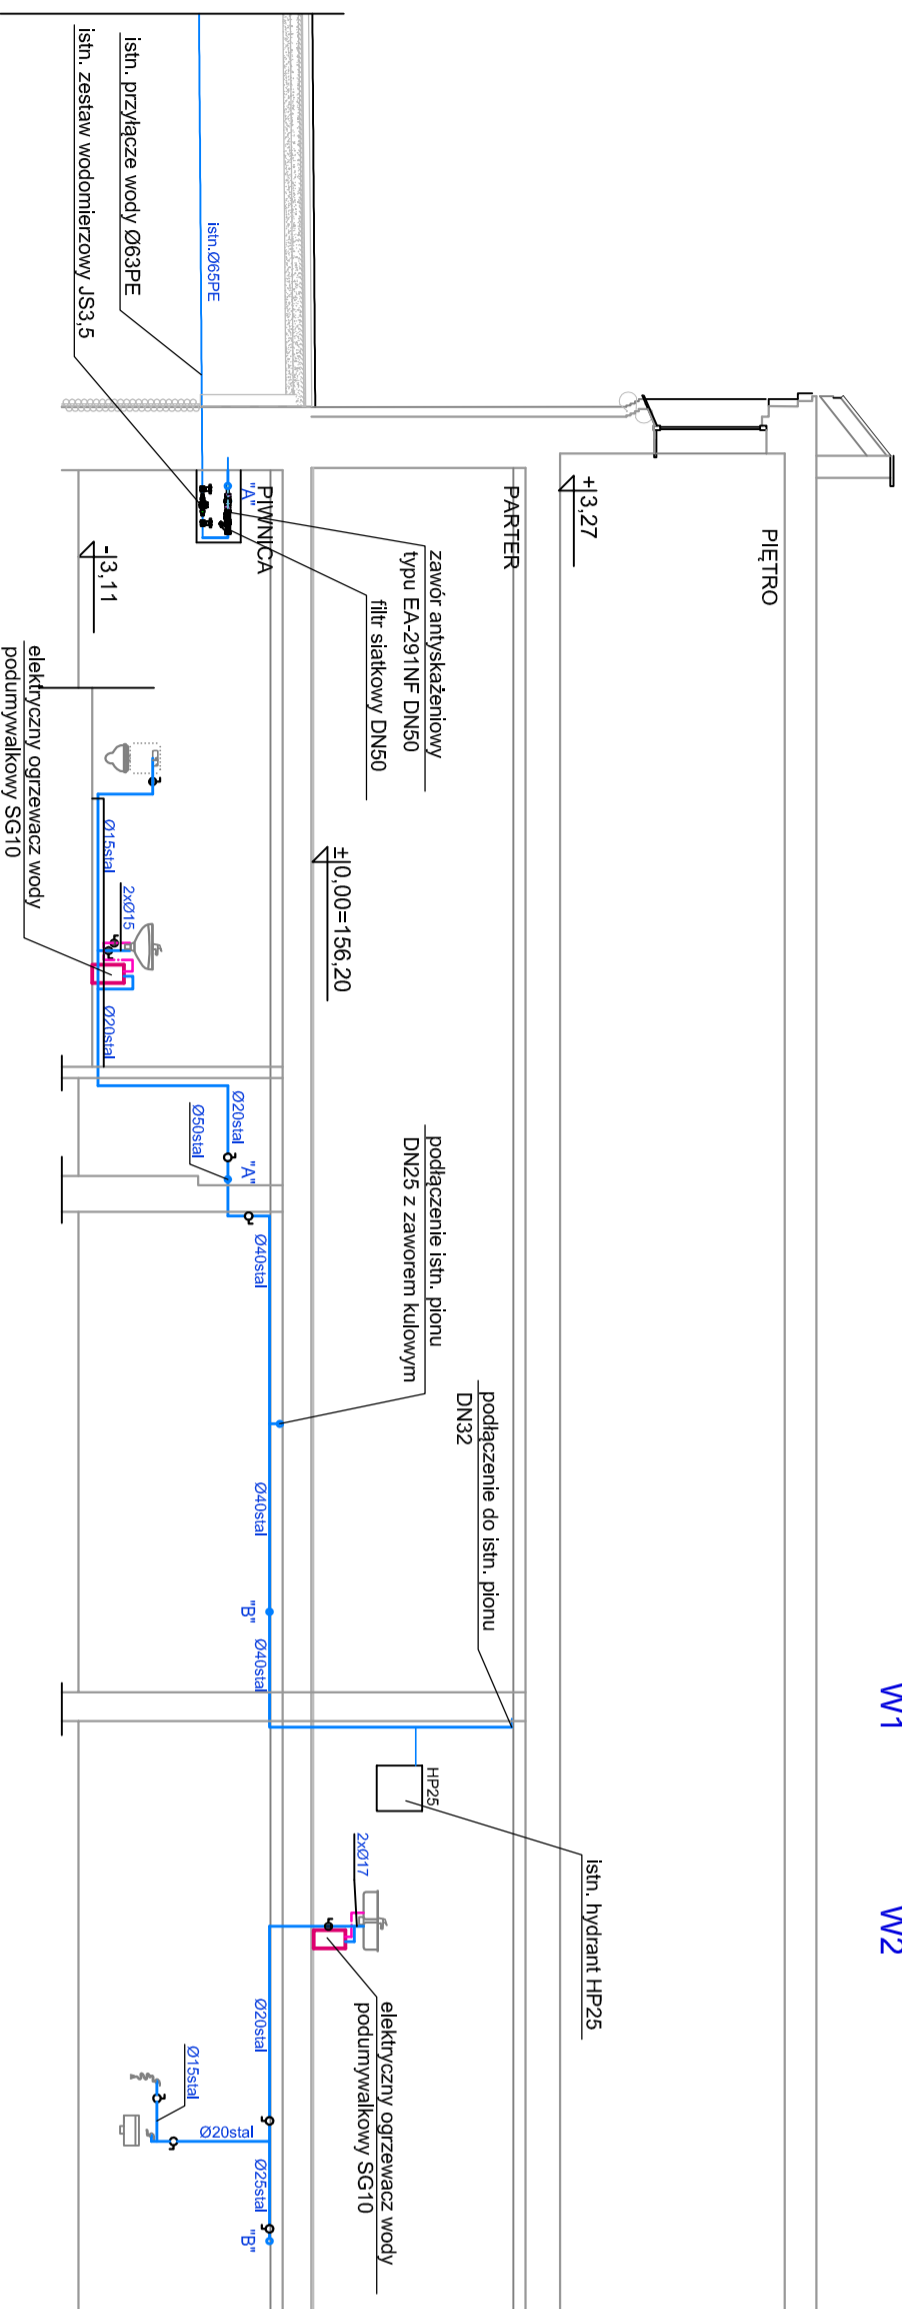 W1
W2
PIĘTRO
+3,27
PARTER
istn. hydrant HP25
podłączenie do istn. pionu
DN32
zawór antyskażeniowy
typu EA-291NF DN50
filtr siatkowy DN50
podłączenie istn. pionu
DN25 z zaworem kulowym
HP25
±0,00=156,20
2xØ17
elektryczny ogrzewacz wody
podumywalkowy SG10
PIWNICA
"A"
istn.Ø65PE
istn. przyłącze wody Ø63PE
istn. zestaw wodomierzowy JS3,5
-3,11
Ø15stal
2xØ15
Ø20stal
elektryczny ogrzewacz wody
podumywalkowy SG10
Ø20stal
Ø50stal
"A"
Ø40stal
Ø40stal
"B"
Ø40stal
Ø20stal
Ø15stal
Ø20stal
Ø25stal
"B"